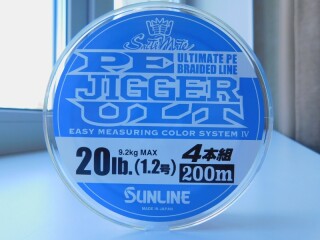 SaltiMate
ULTIMATE PE
BRAIDED LINE
PE
JIGGER
ULT
EASY MEASURING COLOR SYSTEM IV
9.2kg MAX
20lb.(1.2号)
4本組
200m
SUNLINE
MADE IN JAPAN